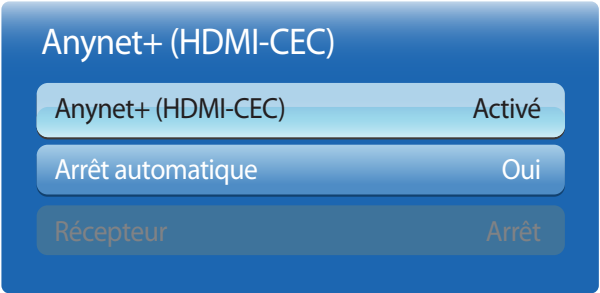 Anynet+ (HDMI-CEC)
Anynet+ (HDMI-CEC) Activé
Arrêt automatique Oui
Récepteur Arrêt